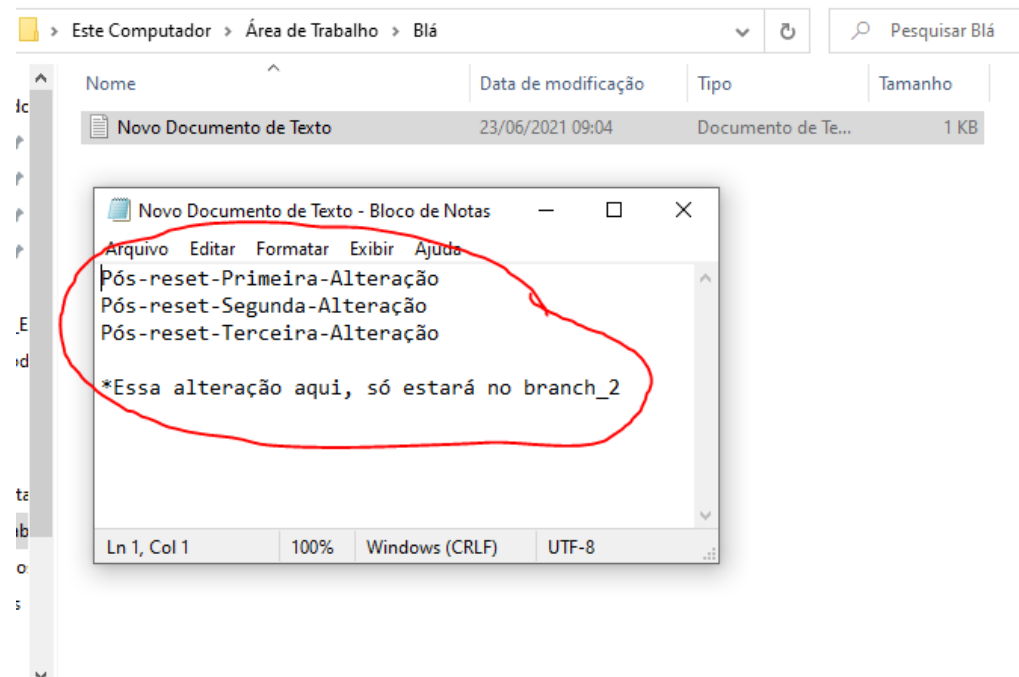 Este Computador > Área de Trabalho > Blá
Pesquisar Blá
Nome Data de modificação Tipo Tamanho
Novo Documento de Texto 23/06/2021 09:04 Documento de Te... 1 KB
Novo Documento de Texto - Bloco de Notas
Arquivo Editar Formatar Exibir Ajuda
Pós-reset-Primeira-Alteração
Pós-reset-Segunda-Alteração
Pós-reset-Terceira-Alteração
*Essa alteração aqui, só estará no branch_2
Ln 1, Col 1 100% Windows (CRLF) UTF-8